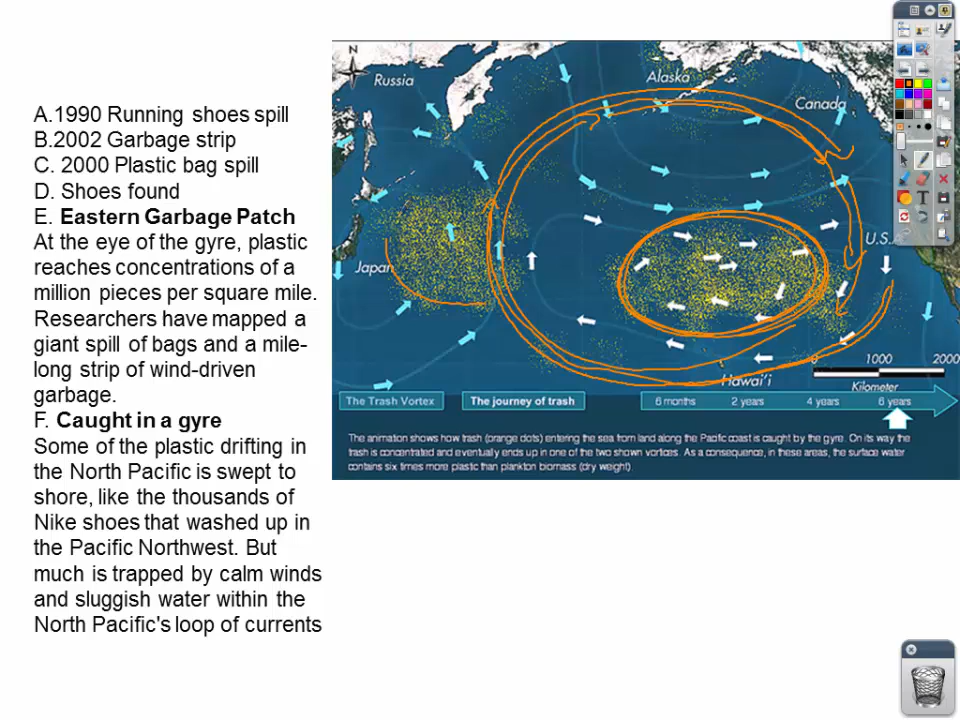 A.1990 Running shoes spill
B.2002 Garbage strip
C. 2000 Plastic bag spill
D. Shoes found
E. Eastern Garbage Patch
At the eye of the gyre, plastic
reaches concentrations of a
million pieces per square mile.
Researchers have mapped a
giant spill of bags and a mile-
long strip of wind-driven
garbage.
F. Caught in a gyre
Some of the plastic drifting in
the North Pacific is swept to
shore, like the thousands of
Nike shoes that washed up in
the Pacific Northwest. But
much is trapped by calm winds
and sluggish water within the
North Pacific's loop of currents
N
Russia
Alaska
Canada
Japan
U.S.A
Hawai'i
0 1000 2000
Kilometer
The Trash Vortex
The journey of trash
6 months 2 years 4 years 6 years
The animation shows how trash (orange dots) entering the sea from land along the Pacific coast is caught by the gyre. On its way the
trash is concentrated and eventually ends up in one of the two shown vortices. As a consequence, in these areas, the surface water
contains six times more plastic than plankton biomass (dry weight).